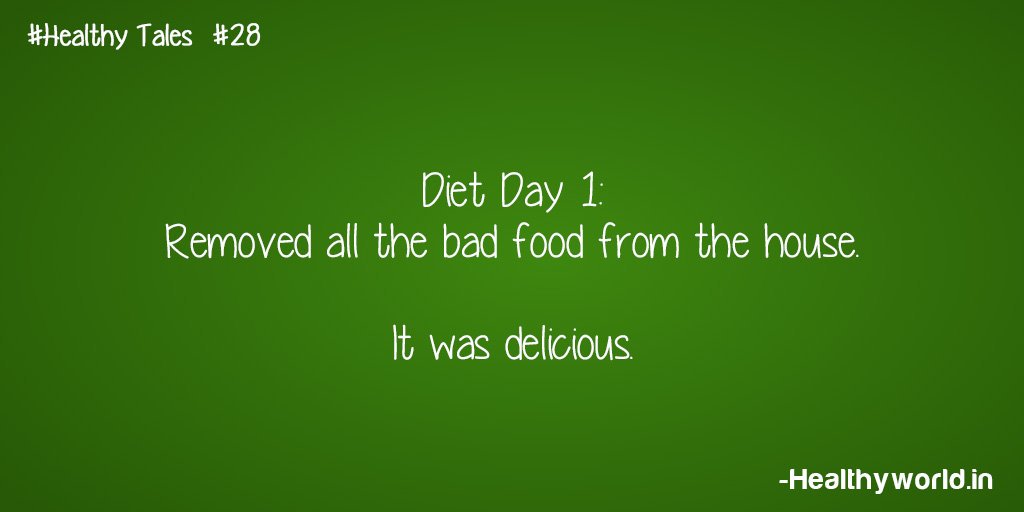 #Healthy Tales #28
Diet Day 1:
Removed all the bad food from the house.
It was delicious.
-Healthyworld.in